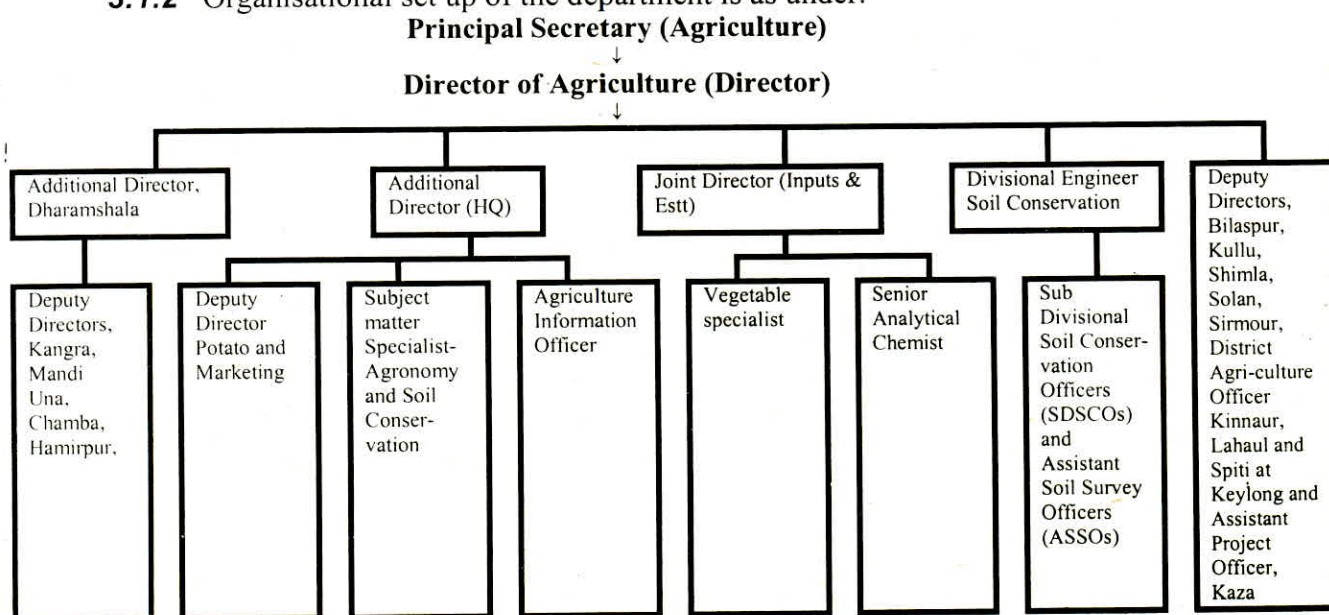 3.1.2 Organisational set up of the department is as under:
Principal Secretary (Agriculture)
↓
Director of Agriculture (Director)
↓
Additional Director,
Dharamshala
Additional
Director (HQ)
Joint Director (Inputs &
Estt)
Divisional Engineer
Soil Conservation
Deputy
Directors,
Bilaspur,
Kullu,
Shimla,
Solan,
Sirmour,
District
Agri-culture
Officer
Kinnaur,
Lahaul and
Spiti at
Keylong and
Assistant
Project
Officer,
Kaza
Deputy
Directors,
Kangra,
Mandi
Una,
Chamba,
Hamirpur,
Deputy
Director
Potato and
Marketing
Subject
matter
Specialist-
Agronomy
and Soil
Conser-
vation
Agriculture
Information
Officer
Vegetable
specialist
Senior
Analytical
Chemist
Sub
Divisional
Soil Conser-
vation
Officers
(SDSCOs)
and
Assistant
Soil Survey
Officers
(ASSOs)